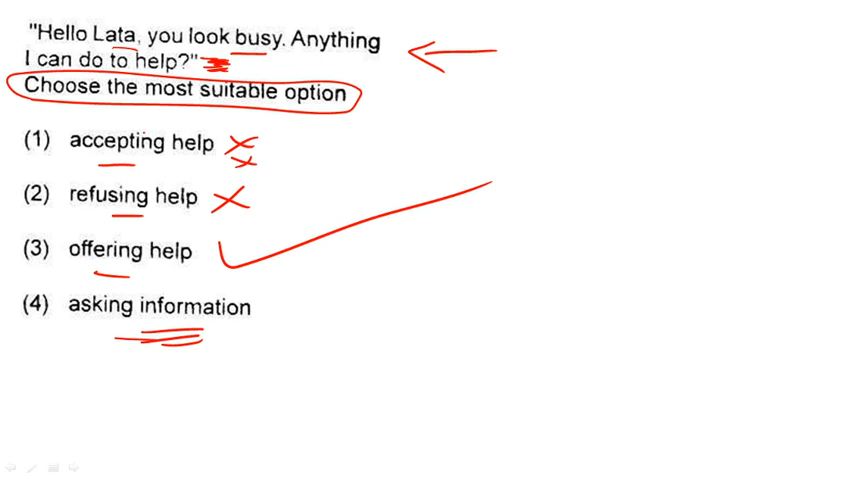 "Hello Lata, you look busy. Anything
I can do to help?"
Choose the most suitable option
(1) accepting help
(2) refusing help
(3) offering help
(4) asking information